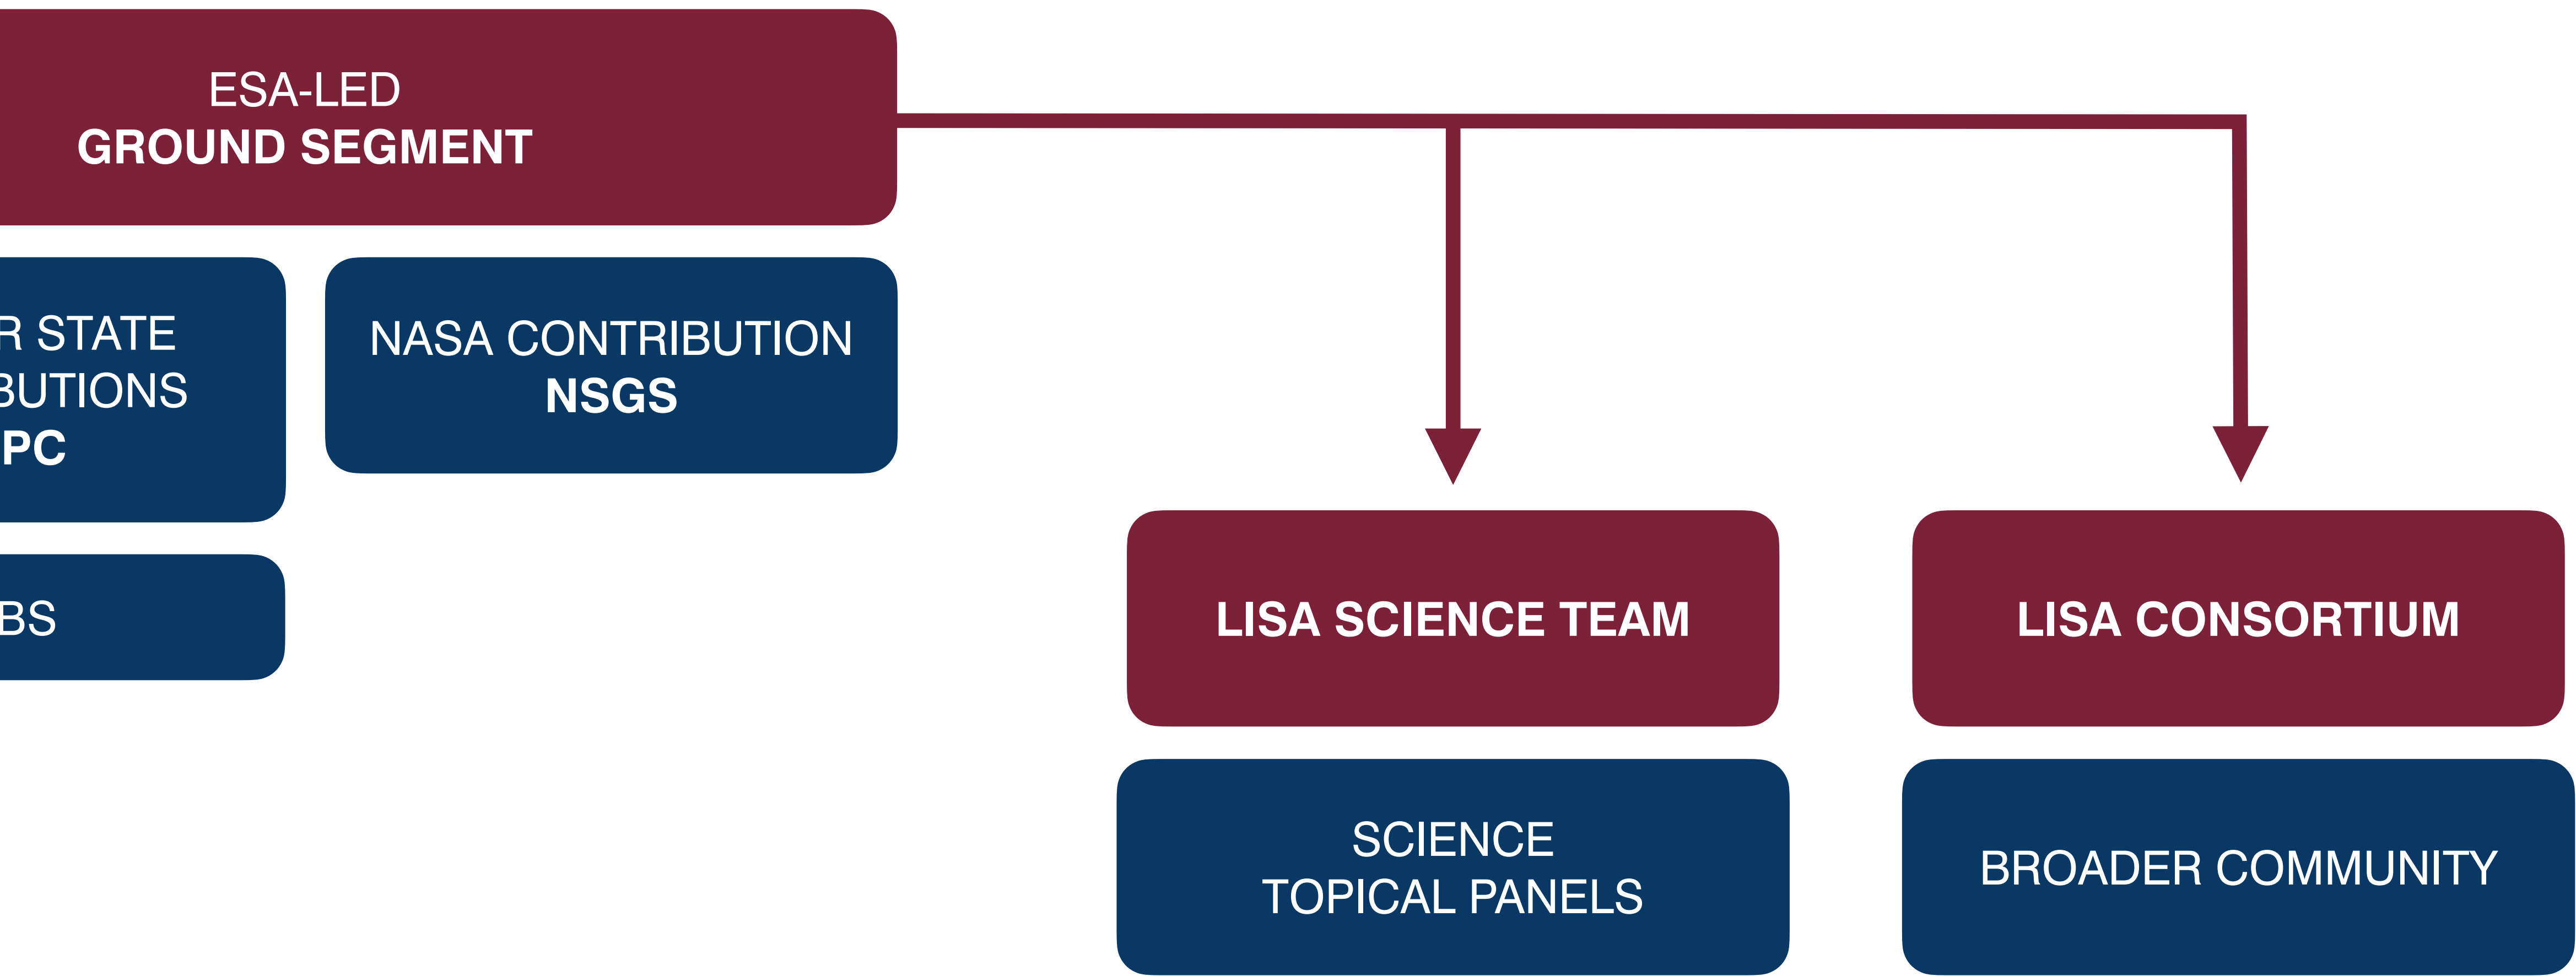 ESA-LED
GROUND SEGMENT
R STATE
BUTIONS
PC
NASA CONTRIBUTION
NSGS
BS
LISA SCIENCE TEAM
LISA CONSORTIUM
SCIENCE
TOPICAL PANELS
BROADER COMMUNITY